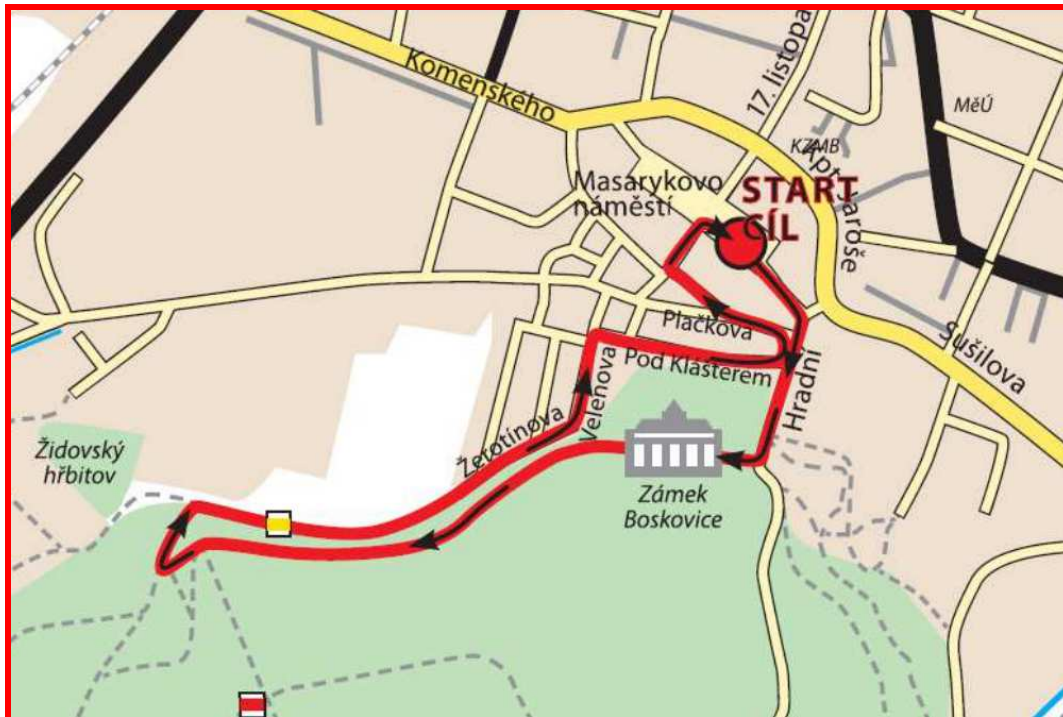 Komenského
17. listopa
MěÚ
KZMB
kpt. Jaroše
Masarykovo
náměstí
START
CÍL
Sušilova
Plačkova
Pod Klášterem
Hradní
Velenova
Žerotínova
Židovský
hřbitov
Zámek
Boskovice